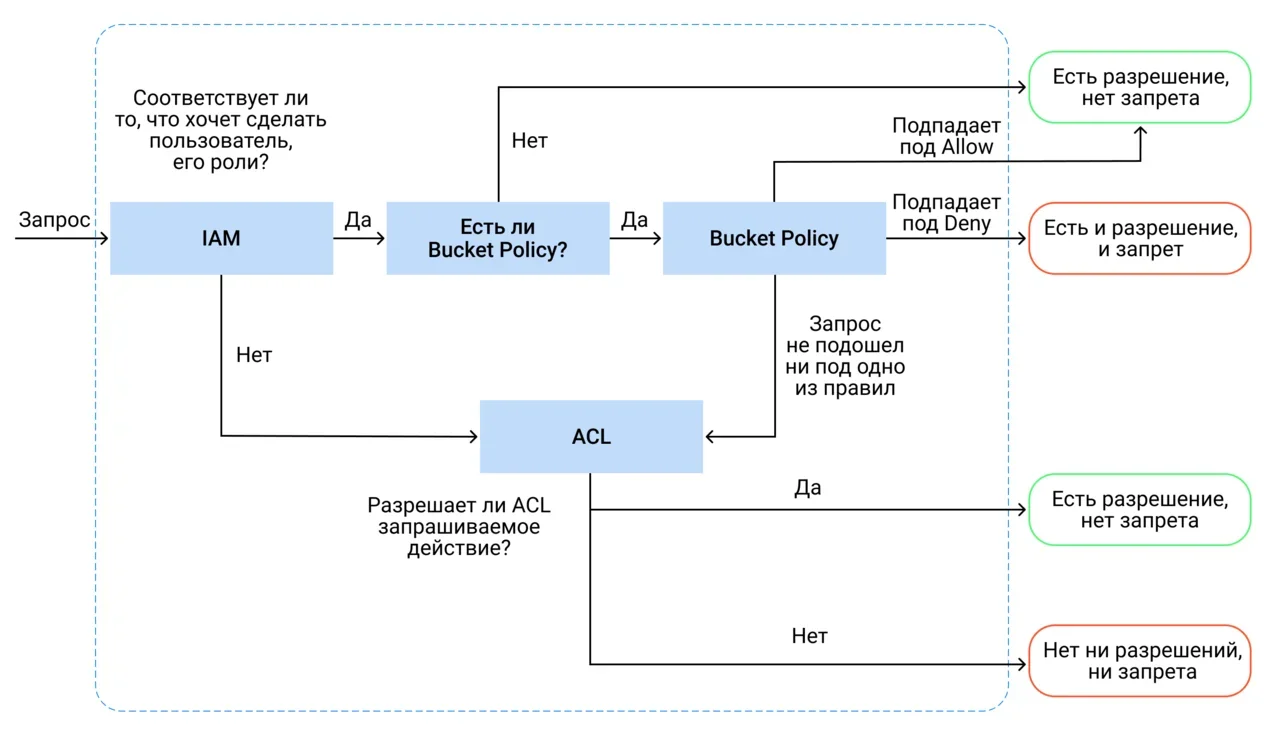 Соответствует ли
то, что хочет сделать
пользователь,
его роли?
Запрос
IAM
Да
Есть ли
Bucket Policy?
Нет
Да
Bucket Policy
Подпадает
под Allow
Есть разрешение,
нет запрета
Подпадает
под Deny
Есть и разрешение,
и запрет
Нет
Запрос
не подошел
ни под одно
из правил
ACL
Разрешает ли ACL
запрашиваемое
действие?
Да
Есть разрешение,
нет запрета
Нет
Нет ни разрешений,
ни запрета